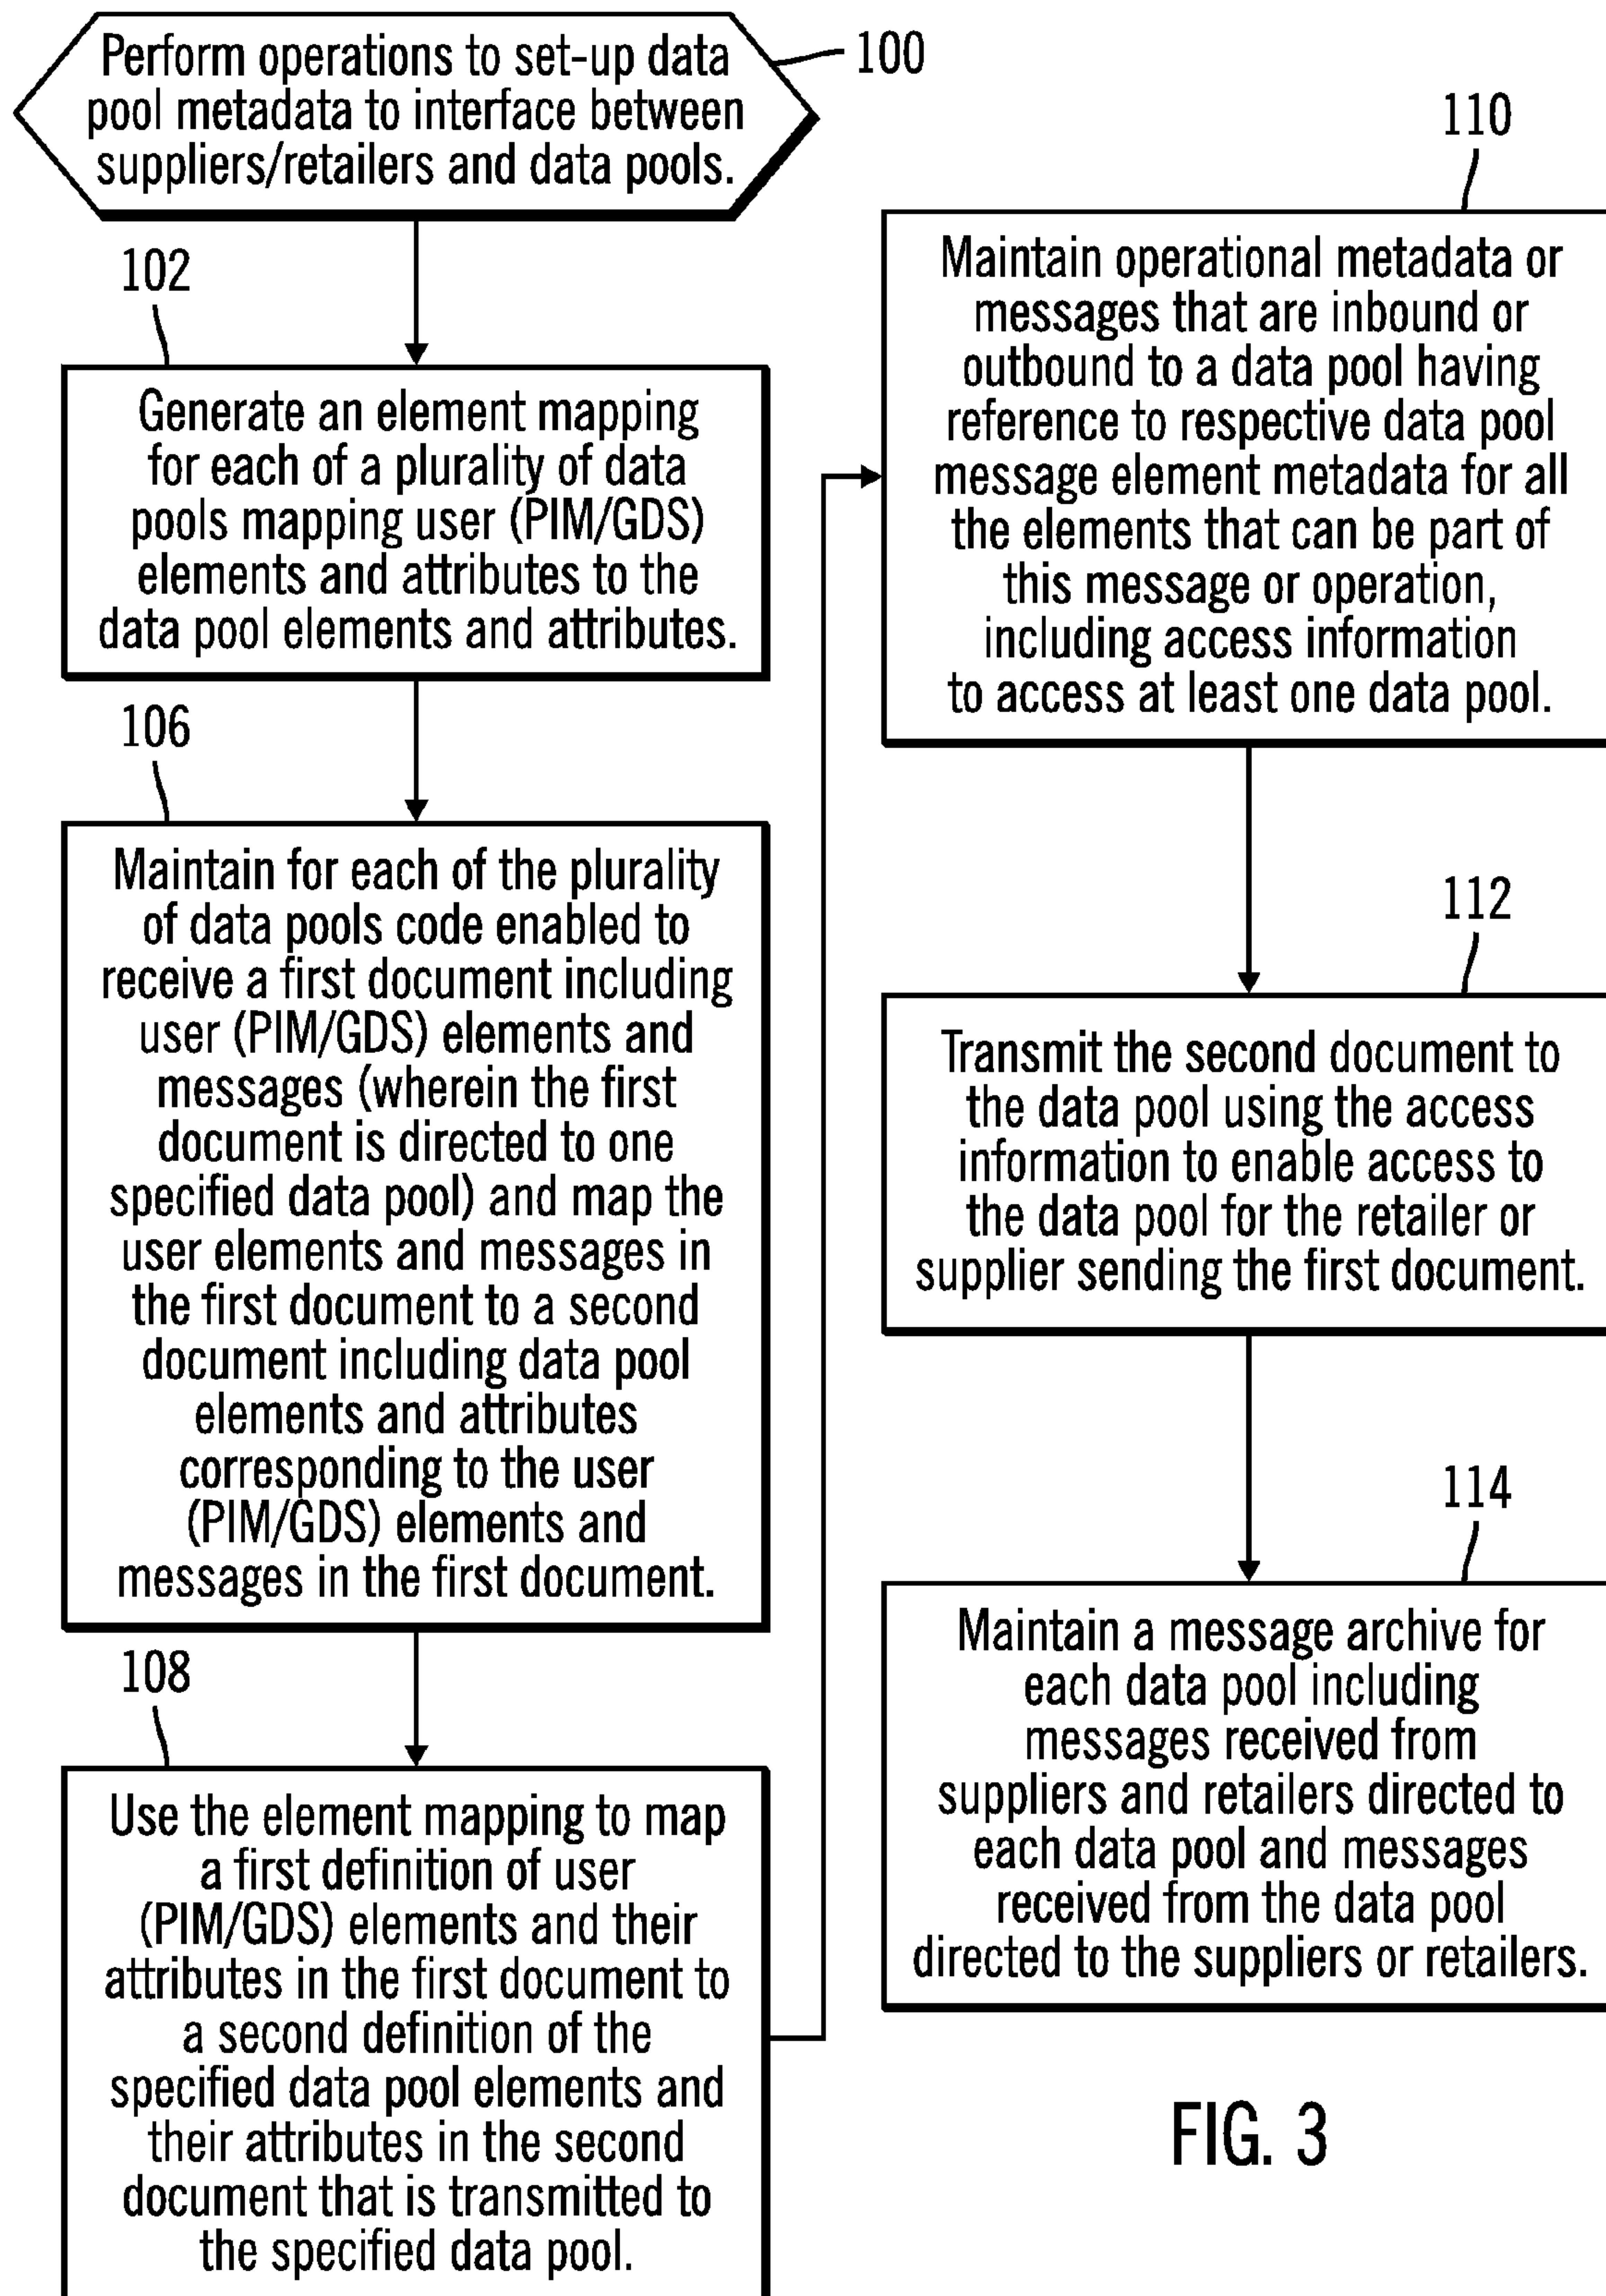 Perform operations to set-up data
pool metadata to interface between
suppliers/retailers and data pools.
100
102
Generate an element mapping
for each of a plurality of data
pools mapping user (PIM/GDS)
elements and attributes to the
data pool elements and attributes.
106
Maintain for each of the plurality
of data pools code enabled to
receive a first document including
user (PIM/GDS) elements and
messages (wherein the first
document is directed to one
specified data pool) and map the
user elements and messages in
the first document to a second
document including data pool
elements and attributes
corresponding to the user
(PIM/GDS) elements and
messages in the first document.
108
Use the element mapping to map
a first definition of user
(PIM/GDS) elements and their
attributes in the first document to
a second definition of the
specified data pool elements and
their attributes in the second
document that is transmitted to
the specified data pool.
110
Maintain operational metadata or
messages that are inbound or
outbound to a data pool having
reference to respective data pool
message element metadata for all
the elements that can be part of
this message or operation,
including access information
to access at least one data pool.
112
Transmit the second document to
the data pool using the access
information to enable access to
the data pool for the retailer or
supplier sending the first document.
114
Maintain a message archive for
each data pool including
messages received from
suppliers and retailers directed to
each data pool and messages
received from the data pool
directed to the suppliers or retailers.
FIG. 3